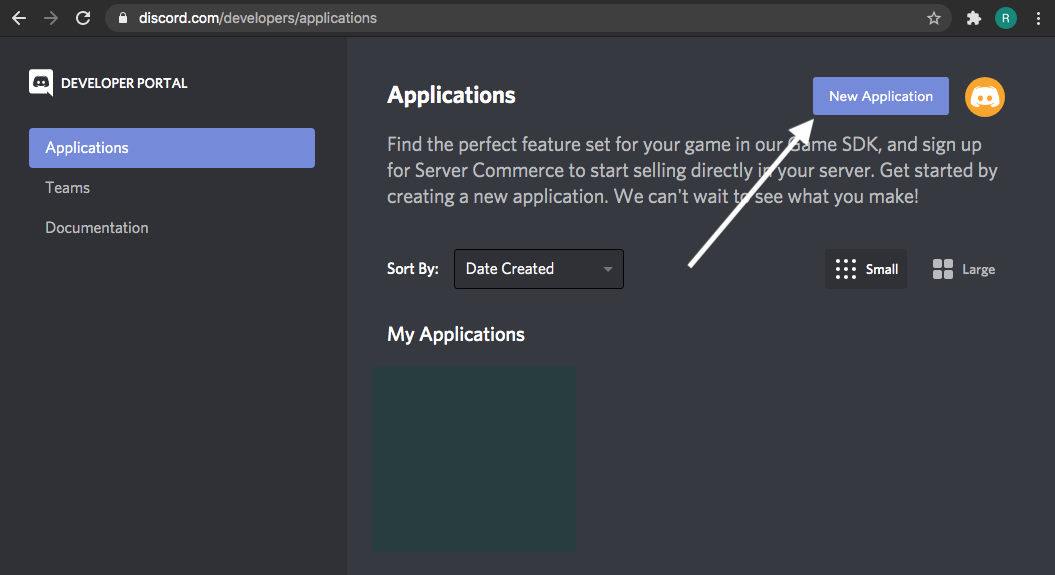 discord.com/developers/applications
R
DEVELOPER PORTAL
Applications
Teams
Documentation
Applications
New Application
Find the perfect feature set for your game in our Game SDK, and sign up
for Server Commerce to start selling directly in your server. Get started by
creating a new application. We can't wait to see what you make!
Sort By:
Date Created
Small
Large
My Applications